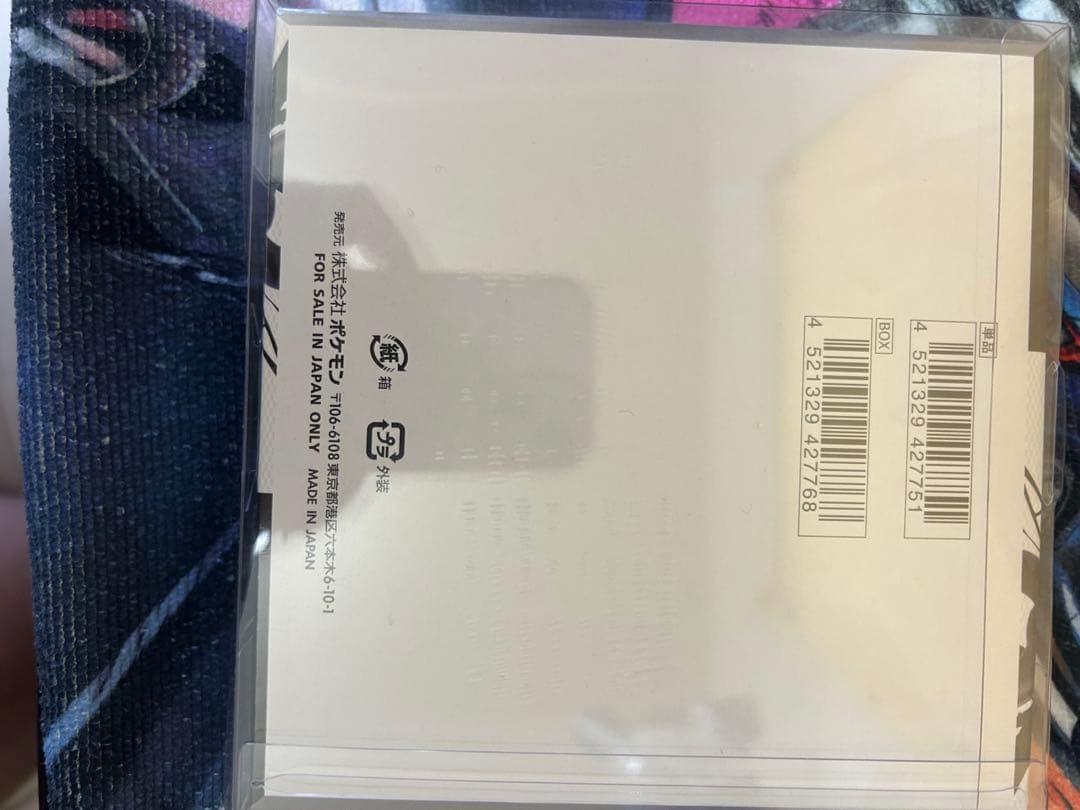 単品
4 521329 427751
BOX
4 521329 427768
紙 箱
プラ 外装
発売元 株式会社ポケモン 〒106-6108 東京都港区六本木6-10-1
FOR SALE IN JAPAN ONLY MADE IN JAPAN